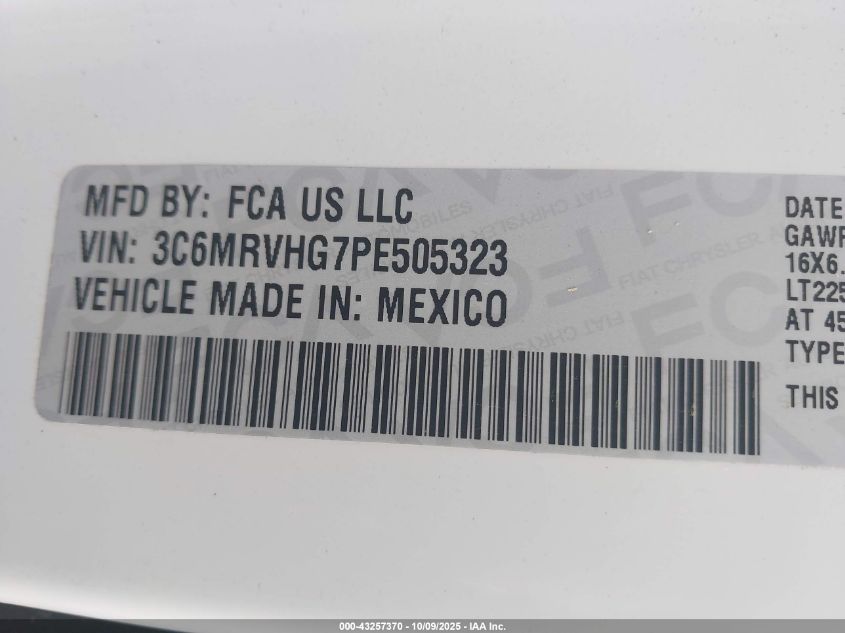 MFD BY: FCA US LLC
VIN: 3C6MRVHG7PE505323
VEHICLE MADE IN: MEXICO
DATE
GAWR
16X6.
LT225
AT 45
TYPE
THIS
000-43257370 - 10/09/2025 - IAA Inc.